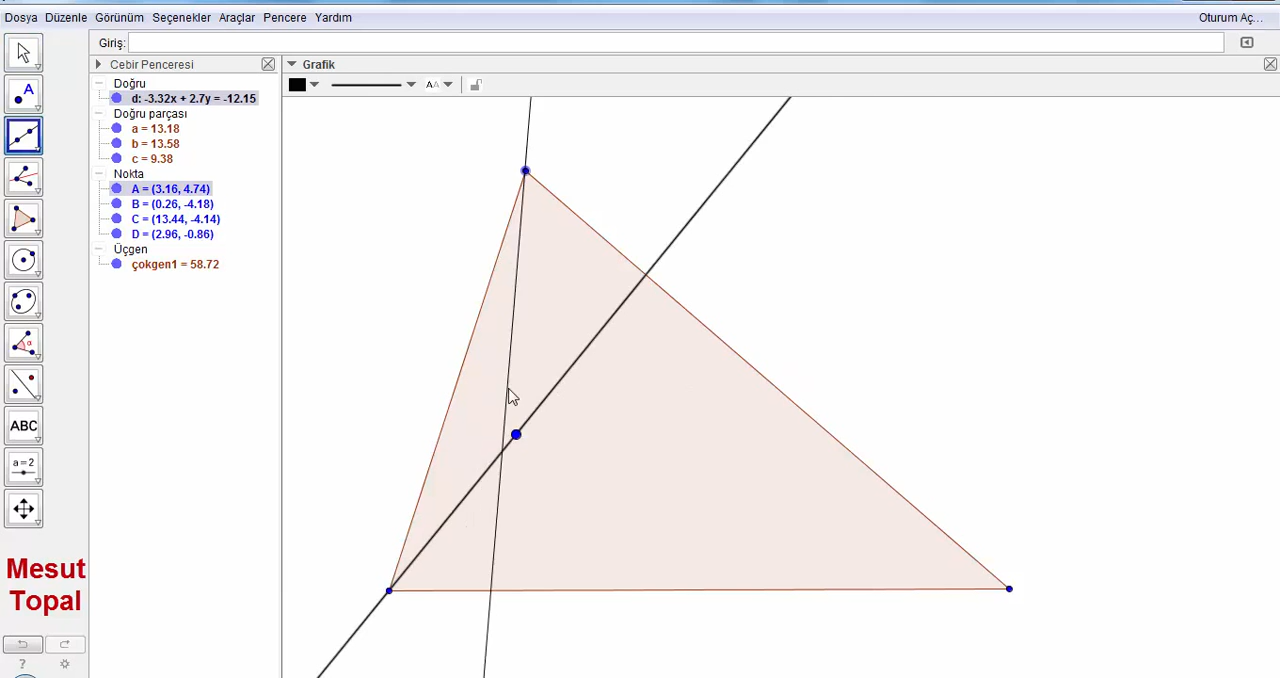 Dosya Düzenle Görünüm Seçenekler Araçlar Pencere Yardım Oturum Aç...
Giriş:
Cebir Penceresi Grafik
Doğru
d: -3.32x + 2.7y = -12.15
Doğru parçası
a = 13.18
b = 13.58
c = 9.38
Nokta
A = (3.16, 4.74)
B = (0.26, -4.18)
C = (13.44, -4.14)
D = (2.96, -0.86)
Üçgen
çokgen1 = 58.72
AA
A
α
ABC
a = 2
Mesut
Topal
?